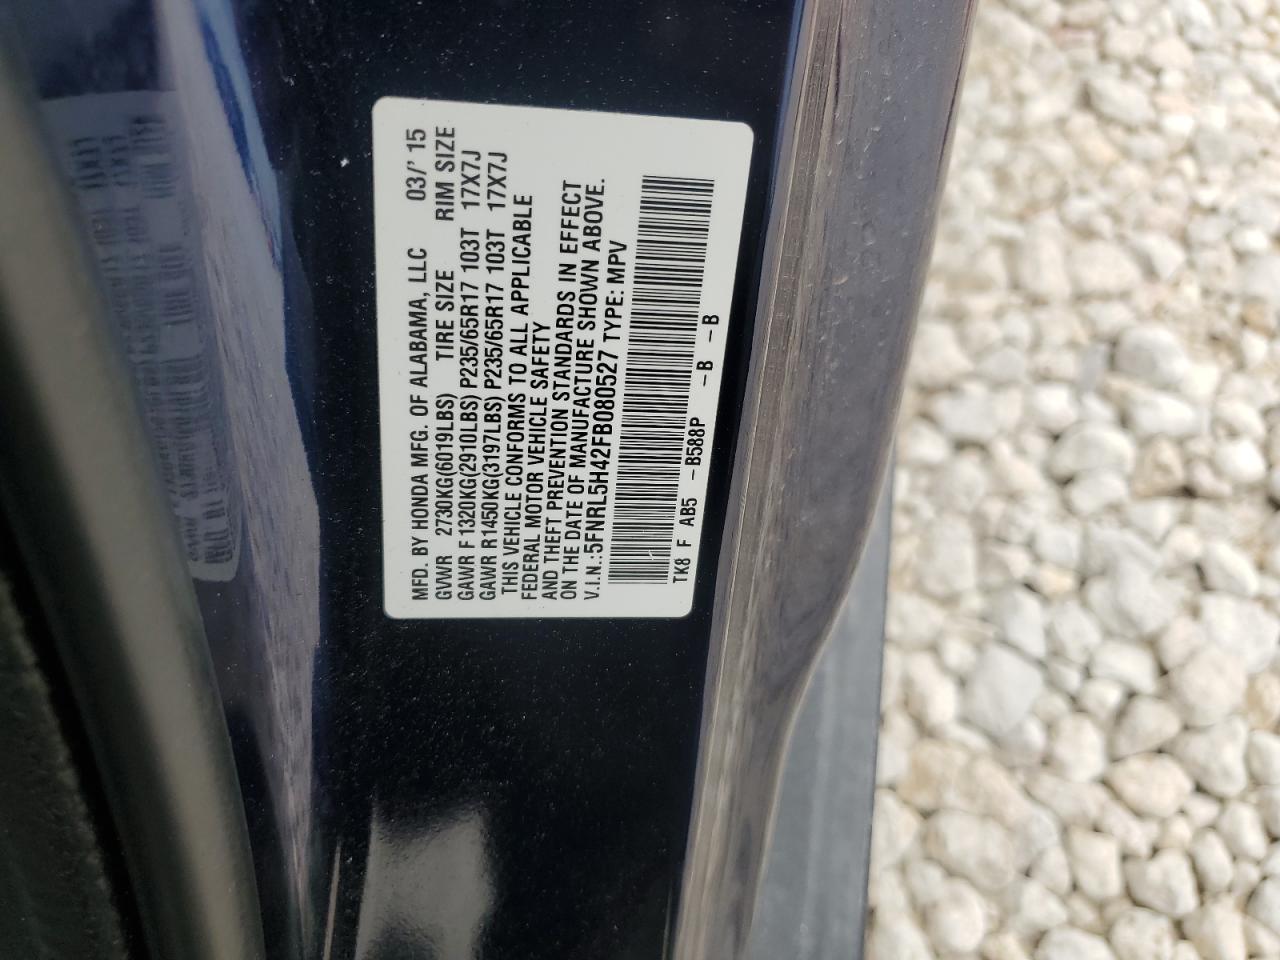 MFD. BY HONDA MFG. OF ALABAMA, LLC 03/' 15
GVWR 2730KG(6019LBS) TIRE SIZE RIM SIZE
GAWR F1320KG(2910LBS) P235/65R17 103T 17X7J
GAWR R1450KG(3197LBS) P235/65R17 103T 17X7J
THIS VEHICLE CONFORMS TO ALL APPLICABLE
FEDERAL MOTOR VEHICLE SAFETY
AND THEFT PREVENTION STANDARDS IN EFFECT
ON THE DATE OF MANUFACTURE SHOWN ABOVE.
V.I.N.:5FNRL5H42FB080527 TYPE: MPV
TK8 F AB5 -B588P -B -B